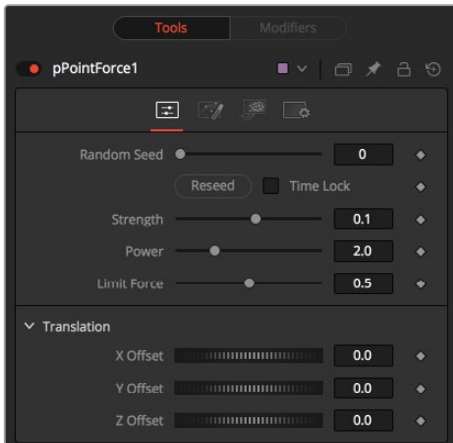 Tools Modifiers
pPointForce1
Random Seed 0
Reseed Time Lock
Strength 0.1
Power 2.0
Limit Force 0.5
Translation
X Offset 0.0
Y Offset 0.0
Z Offset 0.0